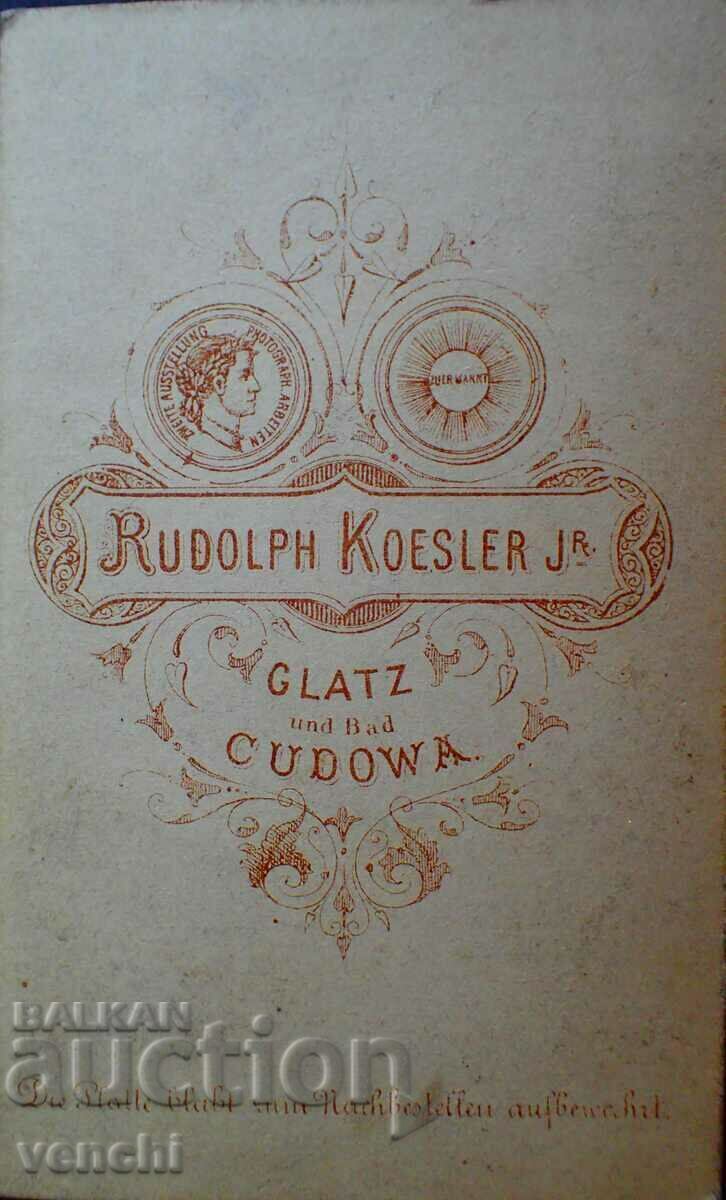 ZWEITE AUSSTELLUNG PHOTOGRAPH. ARBEITEN
RUDOLPH KOESLER JR.
GLATZ
und Bad
CUDOWA.
BALKAN
auction
Die Platte bleibt zum Nachbestellen aufbewahrt.
venchi